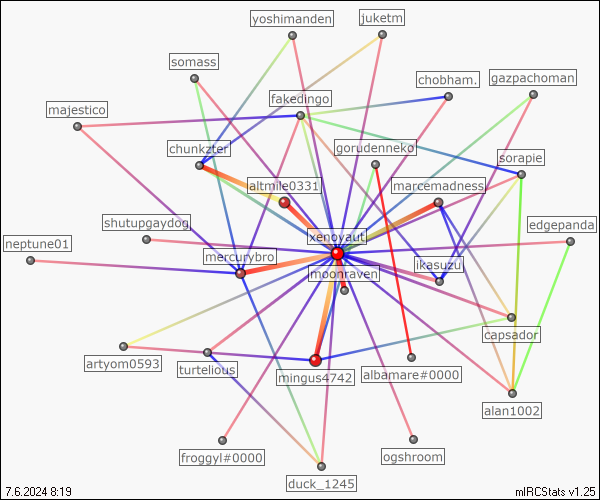 yoshimanden
juketm
somass
chobham.
gazpachoman
fakedingo
majestico
chunkzter
gorudenneko
sorapie
altmile0331
marcemadness
shutupgaydog
edgepanda
xenoyaut
neptune01
mercurybro
ikasuzu
moonraven
capsador
artyom0593
turtelious
mingus4742
albamare#0000
alan1002
froggyl#0000
ogshroom
duck_1245
7.6.2024 8:19
mIRCStats v1.25